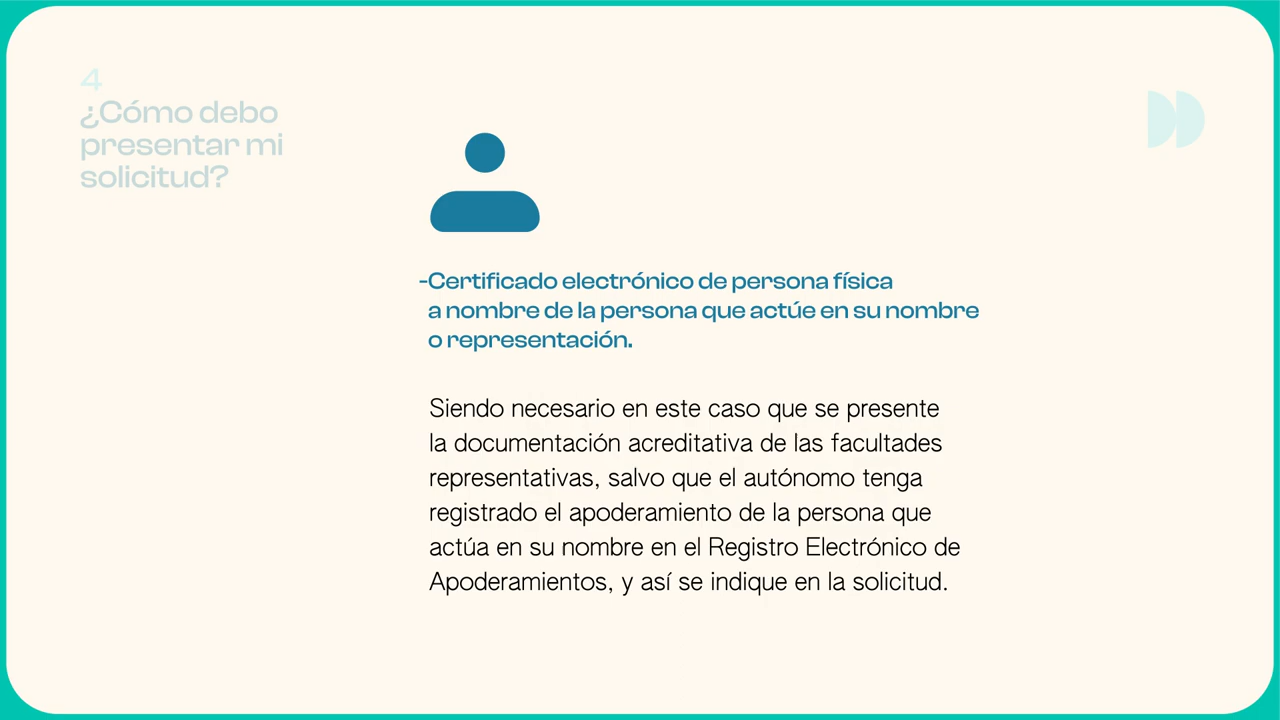 4
¿Cómo debo
presentar mi
solicitud?
-Certificado electrónico de persona física
a nombre de la persona que actúe en su nombre
o representación.
Siendo necesario en este caso que se presente
la documentación acreditativa de las facultades
representativas, salvo que el autónomo tenga
registrado el apoderamiento de la persona que
actúa en su nombre en el Registro Electrónico de
Apoderamientos, y así se indique en la solicitud.